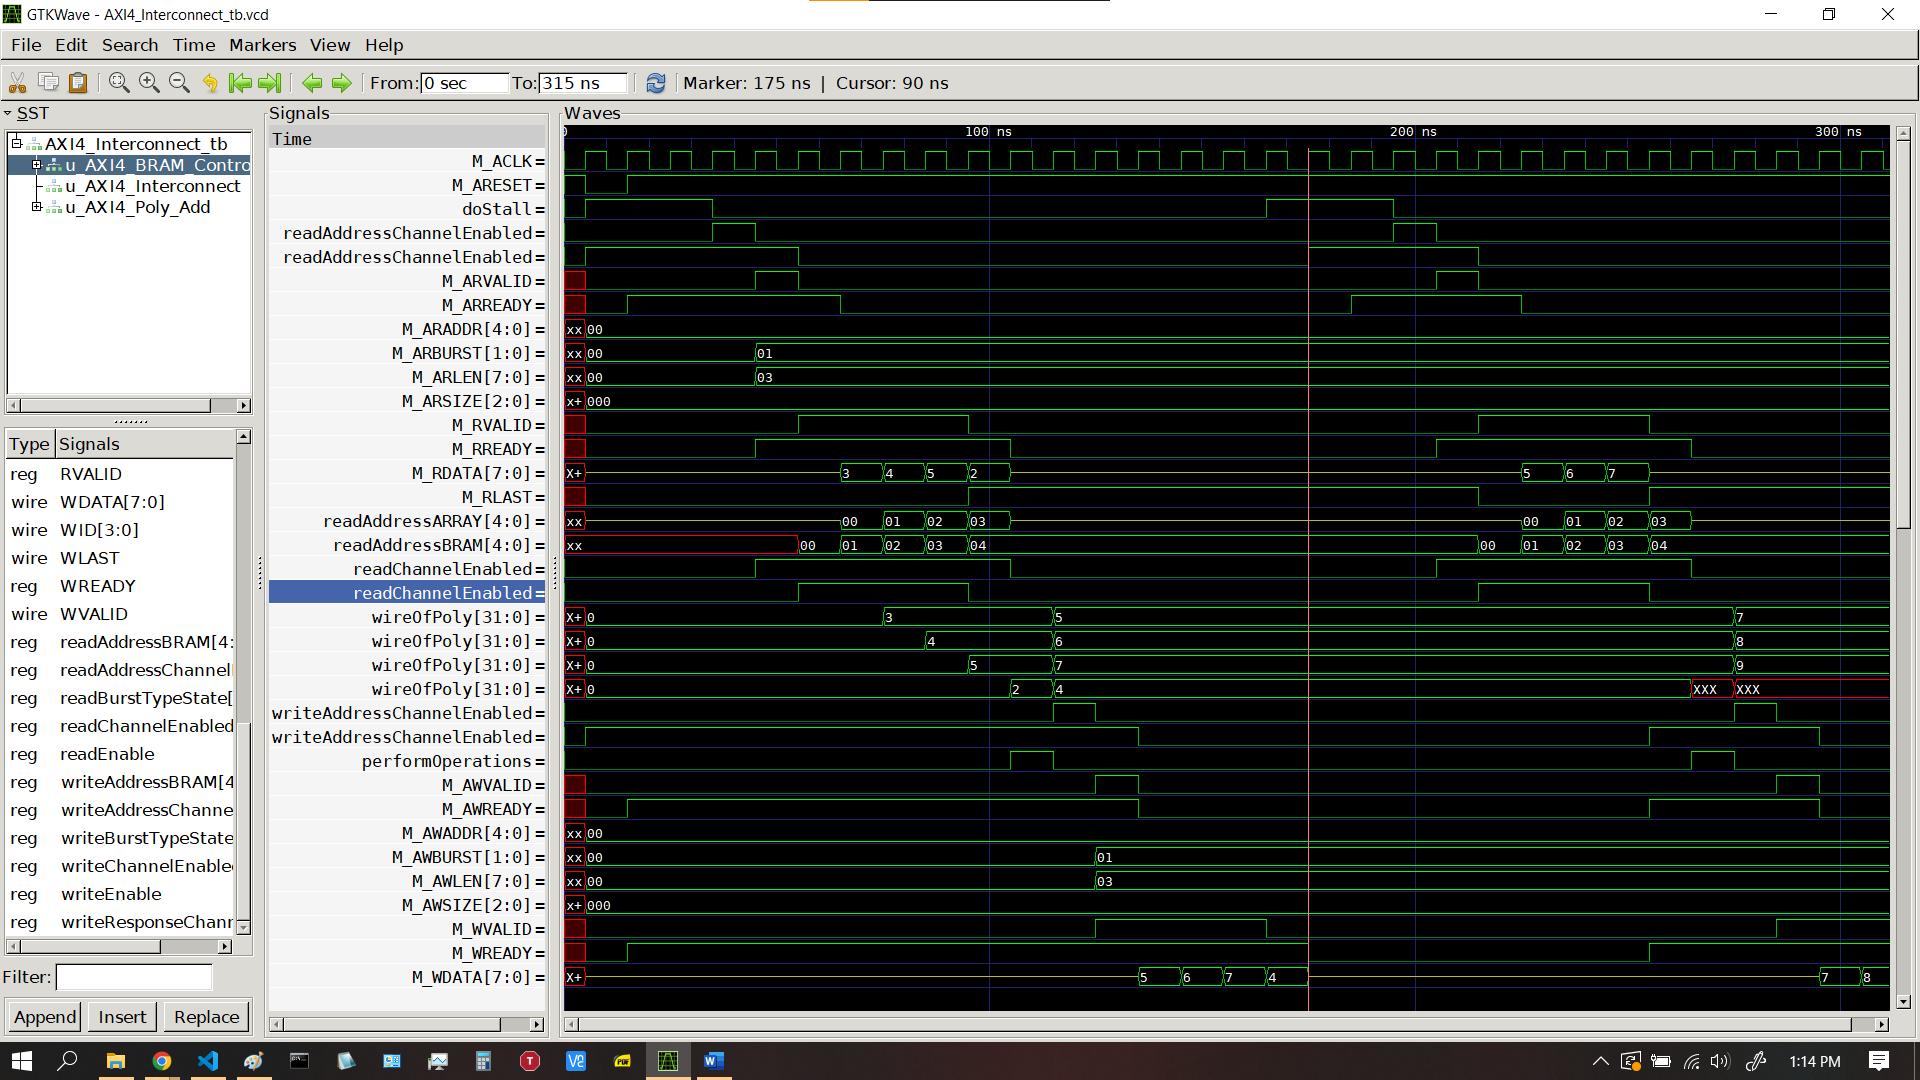 GTKWave - AXI4_Interconnect_tb.vcd
File Edit Search Time Markers View Help
From: 0 sec To: 315 ns Marker: 175 ns | Cursor: 90 ns
SST
AXI4_Interconnect_tb
u_AXI4_BRAM_Contro
u_AXI4_Interconnect
u_AXI4_Poly_Add
Type Signals
reg RVALID
wire WDATA[7:0]
wire WID[3:0]
wire WLAST
reg WREADY
wire WVALID
reg readAddressBRAM[4:
reg readAddressChannel
reg readBurstTypeState[
reg readChannelEnabled
reg readEnable
reg writeAddressBRAM[4
reg writeAddressChanne
reg writeBurstTypeState
reg writeChannelEnable
reg writeEnable
reg writeResponseChann
Filter:
Append Insert Replace
Signals
Time
M_ACLK=
M_ARESET=
doStall=
readAddressChannelEnabled=
readAddressChannelEnabled=
M_ARVALID=
M_ARREADY=
M_ARADDR[4:0]=
M_ARBURST[1:0]=
M_ARLEN[7:0]=
M_ARSIZE[2:0]=
M_RVALID=
M_RREADY=
M_RDATA[7:0]=
M_RLAST=
readAddressARRAY[4:0]=
readAddressBRAM[4:0]=
readChannelEnabled=
readChannelEnabled=
wireOfPoly[31:0]=
wireOfPoly[31:0]=
wireOfPoly[31:0]=
wireOfPoly[31:0]=
writeAddressChannelEnabled=
writeAddressChannelEnabled=
performOperations=
M_AWVALID=
M_AWREADY=
M_AWADDR[4:0]=
M_AWBURST[1:0]=
M_AWLEN[7:0]=
M_AWSIZE[2:0]=
M_WVALID=
M_WREADY=
M_WDATA[7:0]=
Waves
0 100 ns 200 ns 300 ns
xx 00
xx 00 01
xx 00 03
x+ 000
X+ 3 4 5 2 5 6 7
xx 00 01 02 03 00 01 02 03
xx 00 01 02 03 04 00 01 02 03 04
X+ 0 3 5 7
X+ 0 4 6 8
X+ 0 5 7 9
X+ 0 2 4 XXX XXX
xx 00
xx 00 01
xx 00 03
x+ 000
X+ 5 6 7 4 7 8
T V2 PDF W 1:14 PM